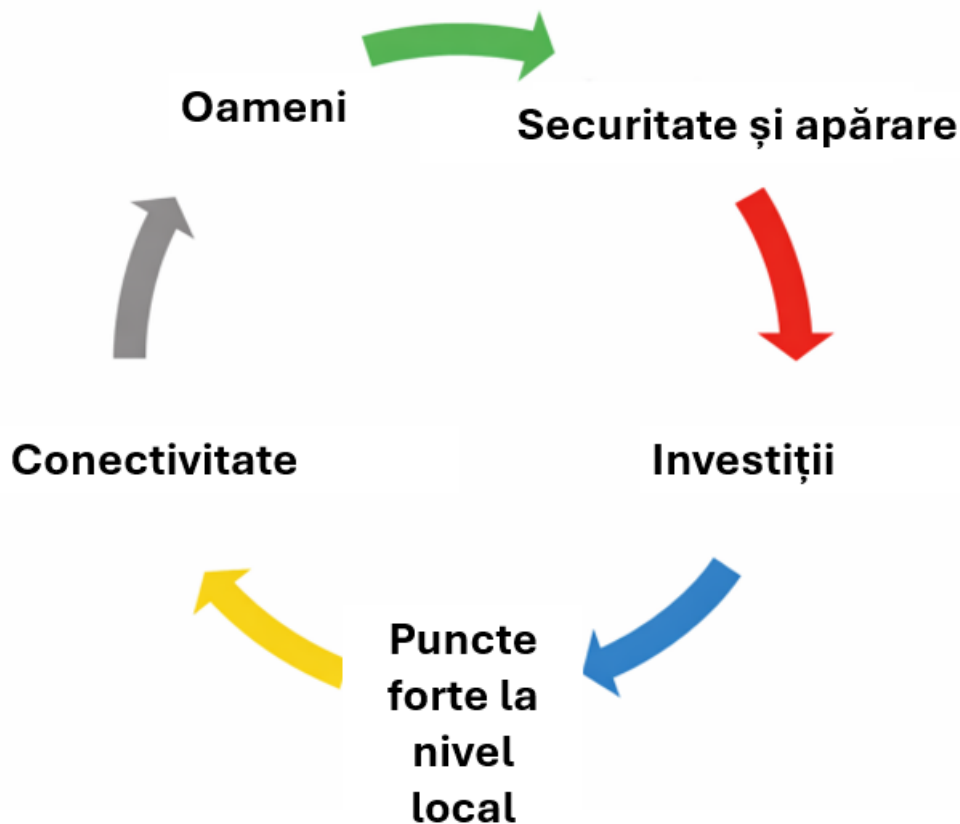 Oameni
Securitate și apărare
Conectivitate
Investiții
Puncte
forte la
nivel
local